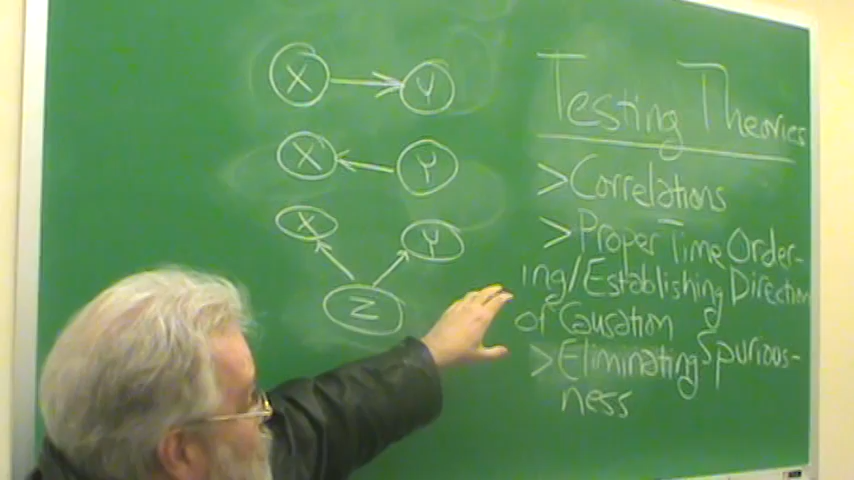 X Y
X Y
X Y
Z
Testing Theories
>Correlations
>Proper Time Order-
ing/Establishing Direction
of Causation
>Eliminating Spurious-
ness